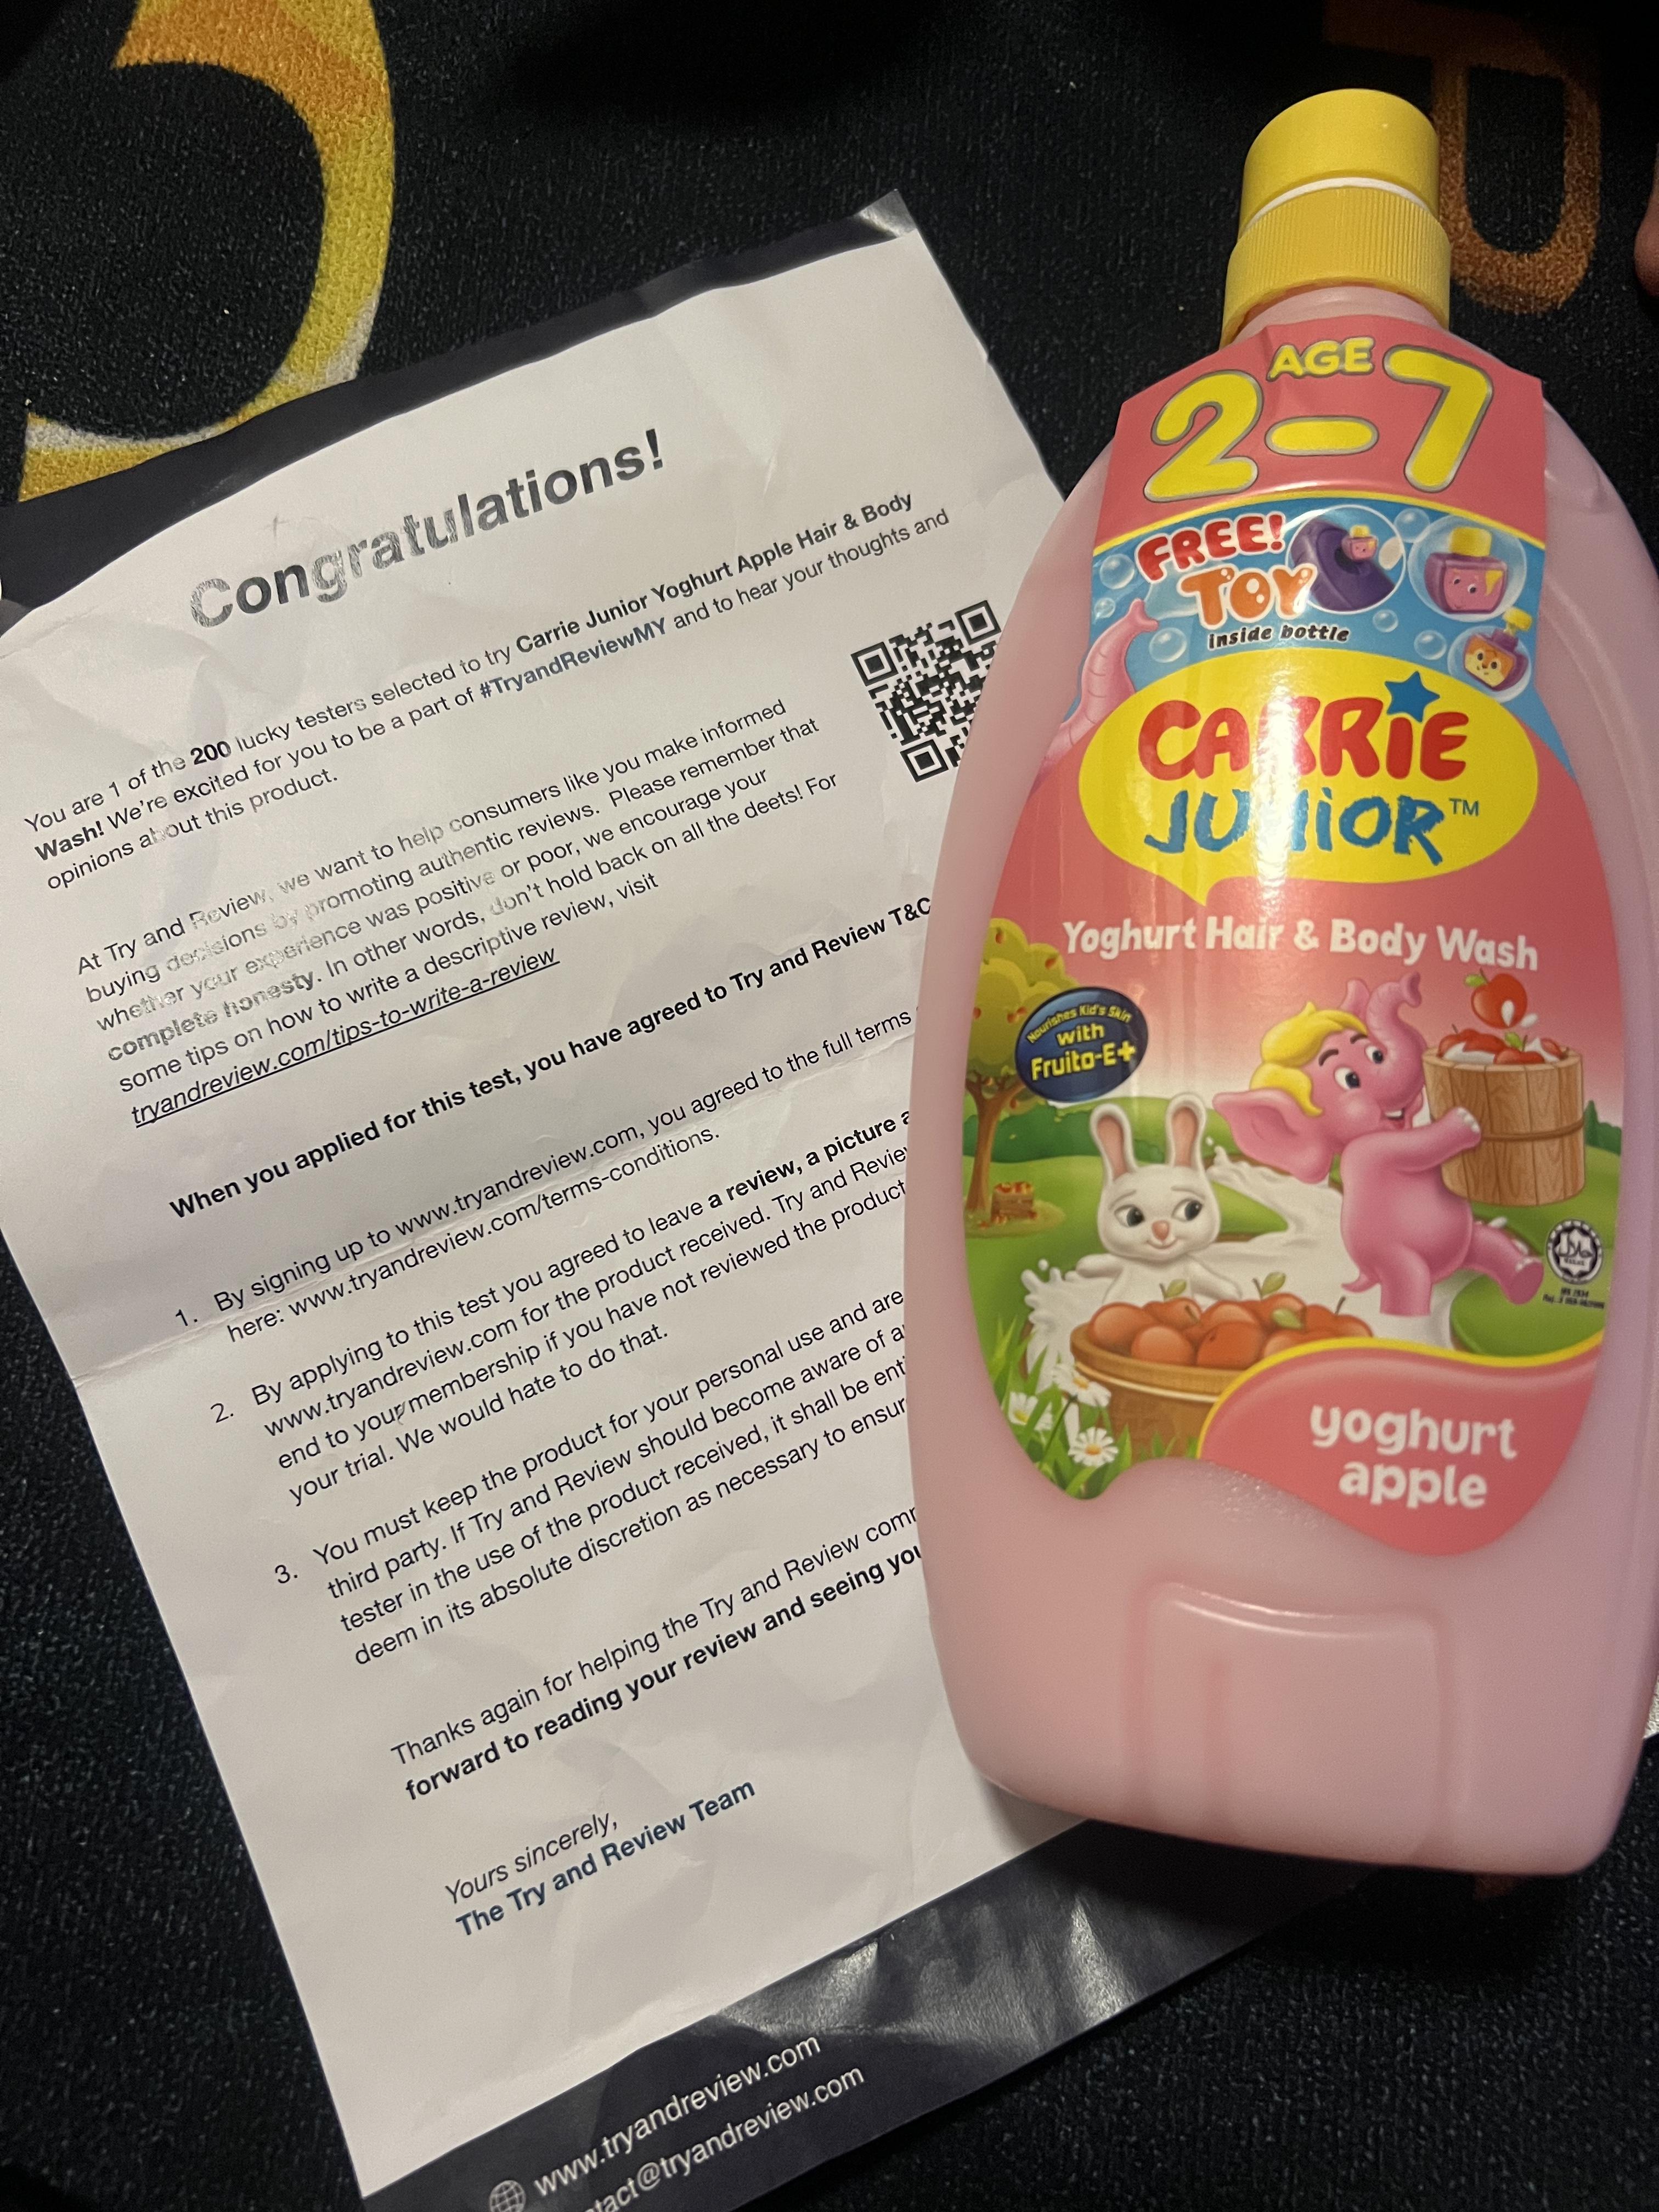 Congratulations!
You are 1 of the 200 lucky testers selected to try Carrie Junior Yoghurt Apple Hair & Body
Wash! We're excited for you to be a part of #TryandReviewMY and to hear your thoughts and
opinions about this product.
At Try and Review, we want to help consumers like you make informed
buying decisions by promoting authentic reviews. Please remember that
whether your experience was positive or poor, we encourage your
complete honesty. In other words, don't hold back on all the deets! For
some tips on how to write a descriptive review, visit
tryandreview.com/tips-to-write-a-review
When you applied for this test, you have agreed to Try and Review T&C
1. By signing up to www.tryandreview.com, you agreed to the full terms
here: www.tryandreview.com/terms-conditions.
2. By applying to this test you agreed to leave a review, a picture
www.tryandreview.com for the product received. Try and Review
end to your membership if you have not reviewed the product
your trial. We would hate to do that.
3. You must keep the product for your personal use and are
third party. If Try and Review should become aware of
tester in the use of the product received, it shall be
deem in its absolute discretion as necessary to
Thanks again for helping the Try and Review
forward to reading your review and seeing
Yours sincerely,
The Try and Review Team
www.tryandreview.com
tact@tryandreview.com
AGE
2-7
FREE!
TOY
inside bottle
CARRIE
JUNIOR™
Yoghurt Hair & Body Wash
Nourishes Kid's Skin
with
Fruito-E+
yoghurt
apple